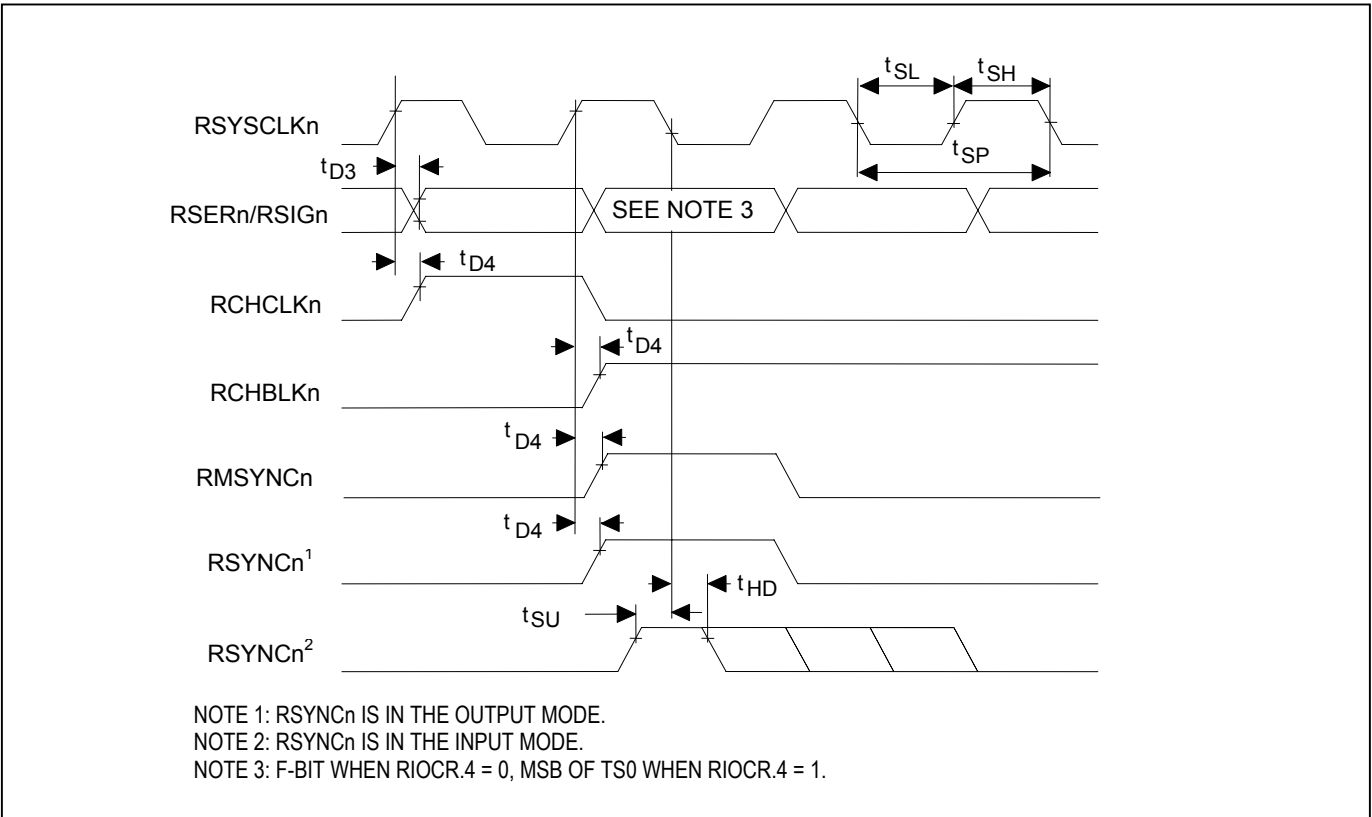 tSL tSH
RSYSCLKn
tSP
tD3
RSERn/RSIGn SEE NOTE 3
tD4
RCHCLKn
tD4
RCHBLKn
tD4
RMSYNCn
tD4
RSYNCn1
tHD
tSU
RSYNCn2
NOTE 1: RSYNCn IS IN THE OUTPUT MODE.
NOTE 2: RSYNCn IS IN THE INPUT MODE.
NOTE 3: F-BIT WHEN RIOCR.4 = 0, MSB OF TS0 WHEN RIOCR.4 = 1.